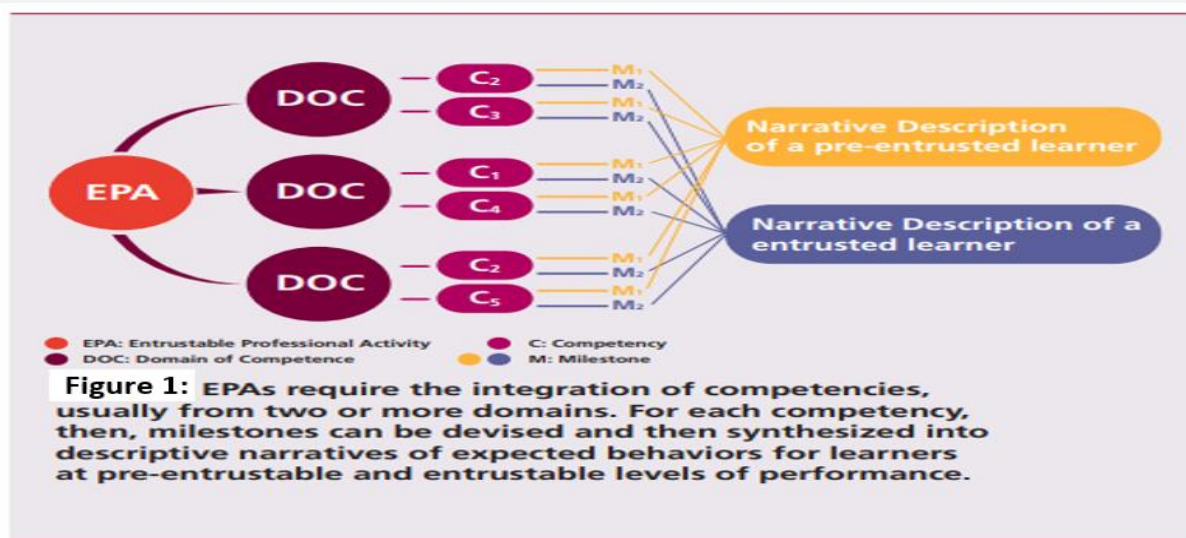 DOC
C₂
M₁
M₂
C₃
M₁
M₂
Narrative Description
of a pre-entrusted learner
EPA
DOC
C₁
M₁
M₂
C₄
M₁
M₂
Narrative Description of a
entrusted learner
DOC
C₂
M₁
M₂
C₅
M₁
M₂
EPA: Entrustable Professional Activity
C: Competency
DOC: Domain of Competence
M: Milestone
Figure 1: EPAs require the integration of competencies,
usually from two or more domains. For each competency,
then, milestones can be devised and then synthesized into
descriptive narratives of expected behaviors for learners
at pre-entrustable and entrustable levels of performance.